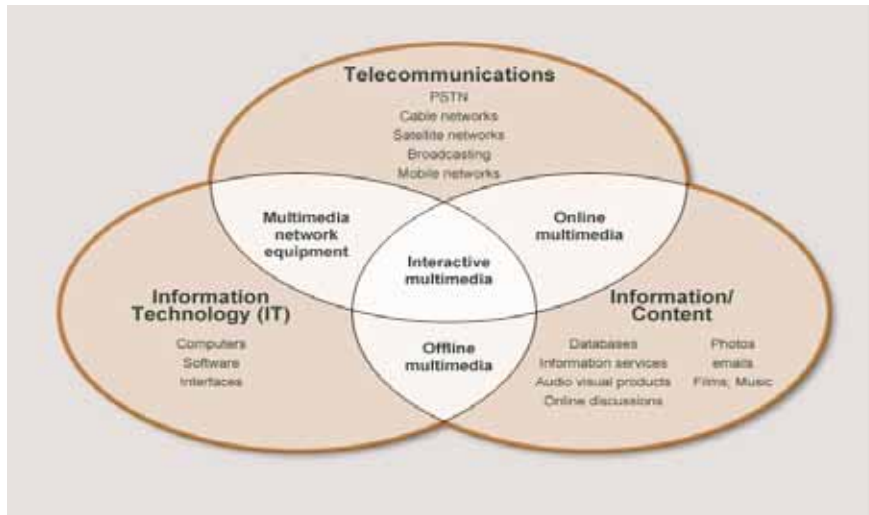 Telecommunications
PSTN
Cable networks
Satellite networks
Broadcasting
Mobile networks
Multimedia
network
equipment
Online
multimedia
Interactive
multimedia
Information
Technology (IT)
Computers
Software
Interfaces
Offline
multimedia
Information/
Content
Databases
Information services
Audio visual products
Online discussions
Photos
emails
Films; Music